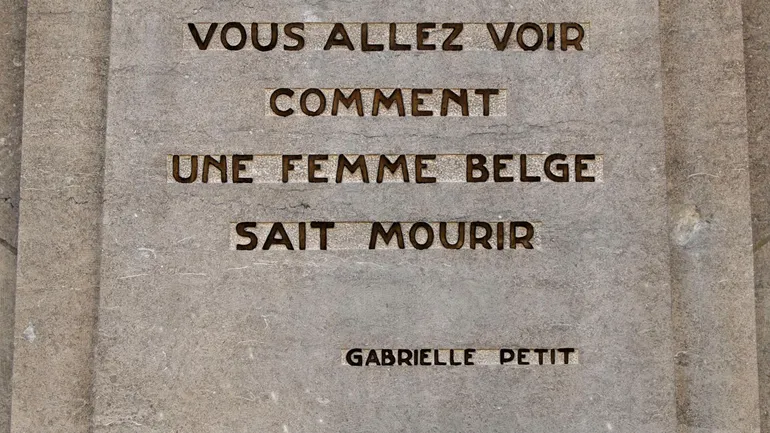 VOUS ALLEZ VOIR
COMMENT
UNE FEMME BELGE
SAIT MOURIR
GABRIELLE PETIT